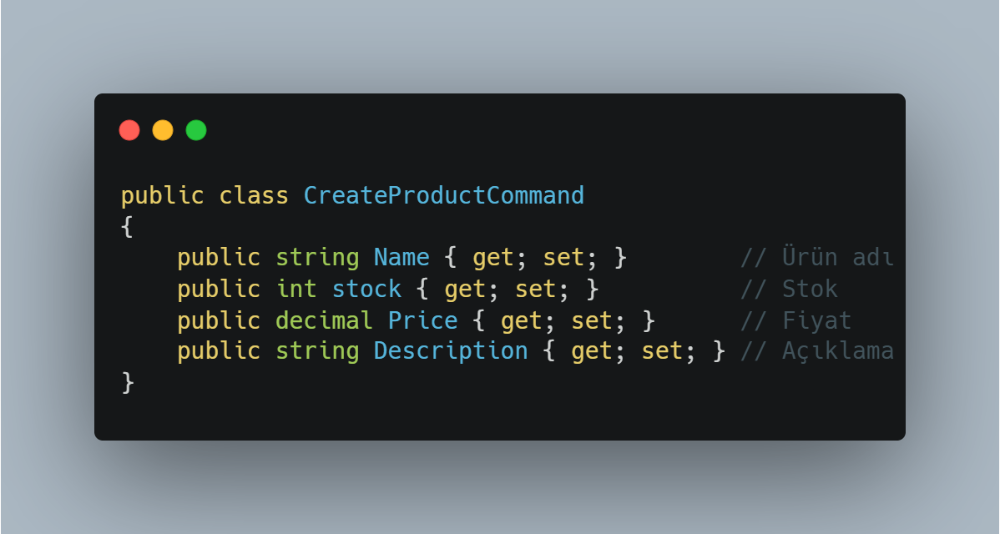 public class CreateProductCommand
{
    public string Name { get; set; }        // Ürün adı
    public int stock { get; set; }          // Stok
    public decimal Price { get; set; }      // Fiyat
    public string Description { get; set; } // Açıklama
}